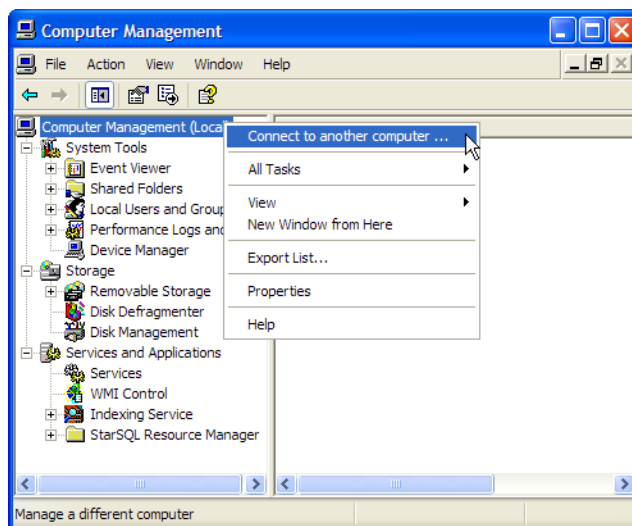 Computer Management
File Action View Window Help
Computer Management (Local)
Connect to another computer ...
System Tools
All Tasks
Event Viewer
Shared Folders
View
Local Users and Group
New Window from Here
Performance Logs and
Device Manager
Export List...
Storage
Removable Storage
Properties
Disk Defragmenter
Disk Management
Help
Services and Applications
Services
WMI Control
Indexing Service
StarSQL Resource Manager
Manage a different computer